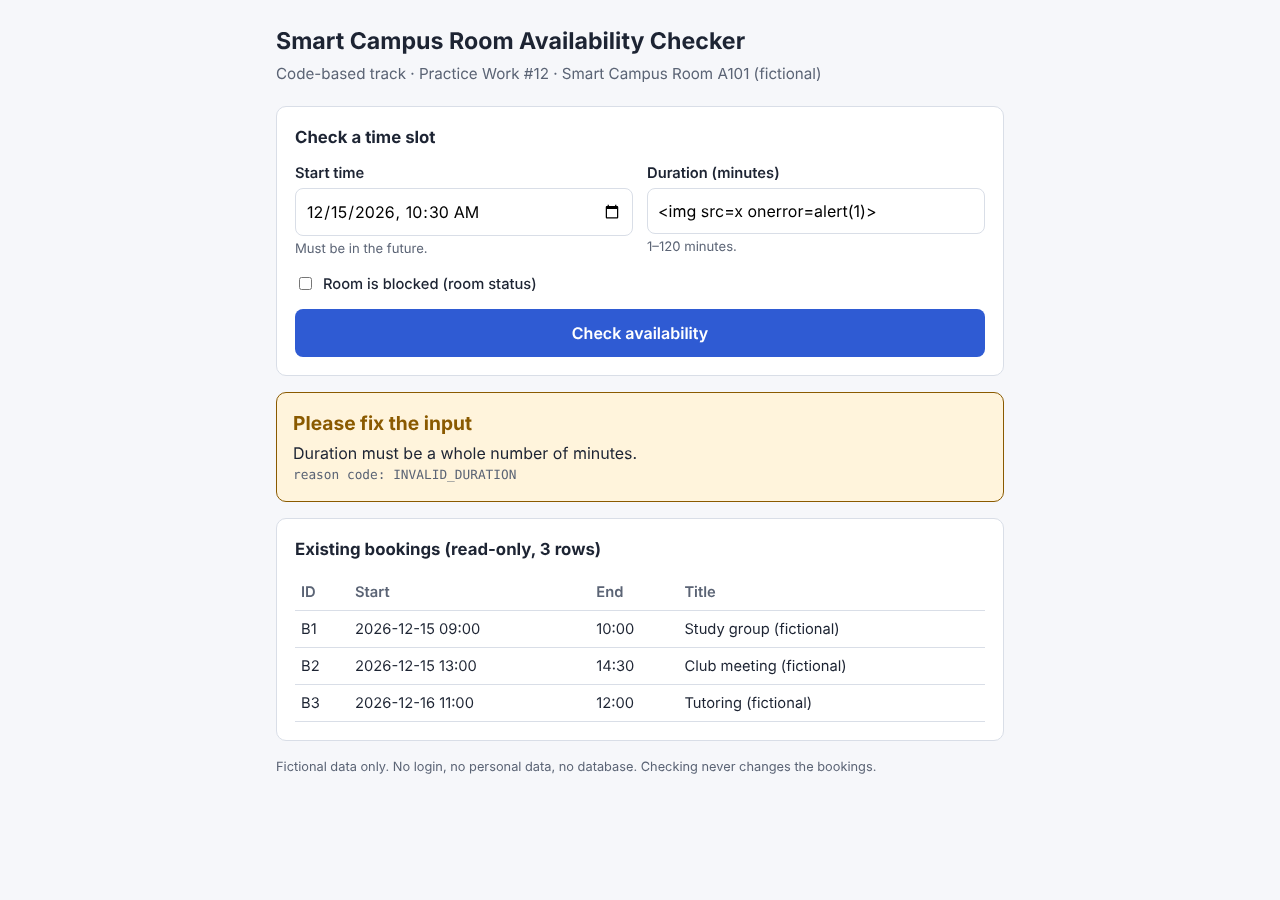 Smart Campus Room Availability Checker
Code-based track · Practice Work #12 · Smart Campus Room A101 (fictional)
Check a time slot
Start time
12/15/2026, 10:30 AM
Must be in the future.
Duration (minutes)
<img src=x onerror=alert(1)>
1–120 minutes.
Room is blocked (room status)
Check availability
Please fix the input
Duration must be a whole number of minutes.
reason code: INVALID_DURATION
Existing bookings (read-only, 3 rows)
ID Start End Title
B1 2026-12-15 09:00 10:00 Study group (fictional)
B2 2026-12-15 13:00 14:30 Club meeting (fictional)
B3 2026-12-16 11:00 12:00 Tutoring (fictional)
Fictional data only. No login, no personal data, no database. Checking never changes the bookings.